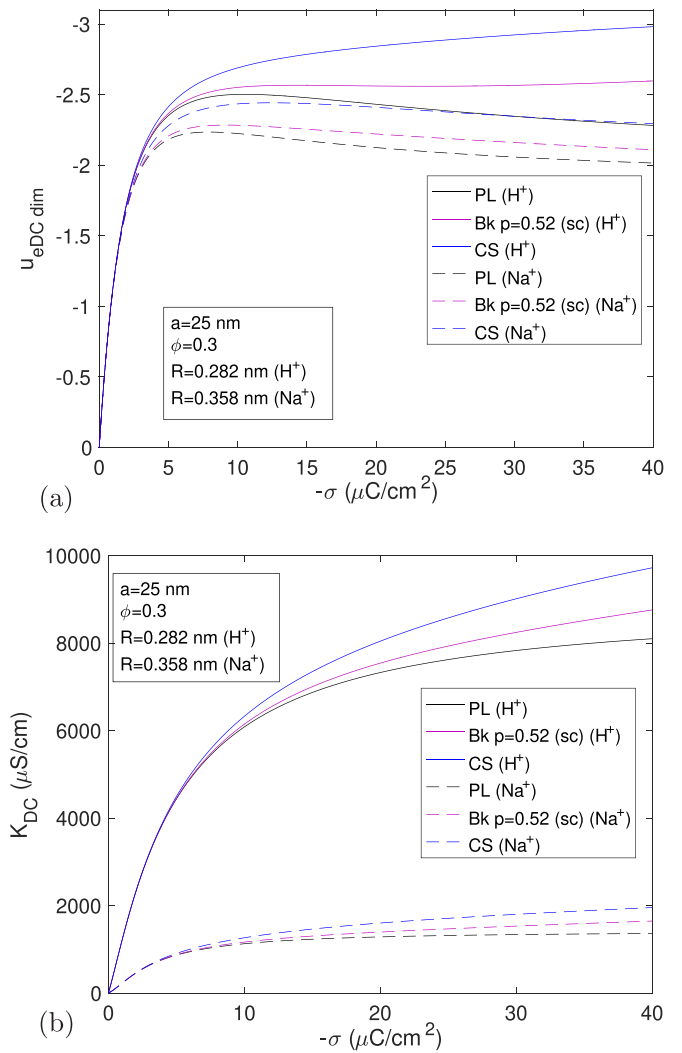 -3
-2.5
-2
-1.5
-1
-0.5
0
u_eDC dim
PL (H⁺)
Bk p=0.52 (sc) (H⁺)
CS (H⁺)
PL (Na⁺)
Bk p=0.52 (sc) (Na⁺)
CS (Na⁺)
a=25 nm
ϕ=0.3
R=0.282 nm (H⁺)
R=0.358 nm (Na⁺)
0 5 10 15 20 25 30 35 40
-σ (μC/cm²)
(a)
10000
8000
6000
4000
2000
0
K_DC (μS/cm)
a=25 nm
ϕ=0.3
R=0.282 nm (H⁺)
R=0.358 nm (Na⁺)
PL (H⁺)
Bk p=0.52 (sc) (H⁺)
CS (H⁺)
PL (Na⁺)
Bk p=0.52 (sc) (Na⁺)
CS (Na⁺)
0 10 20 30 40
-σ (μC/cm²)
(b)